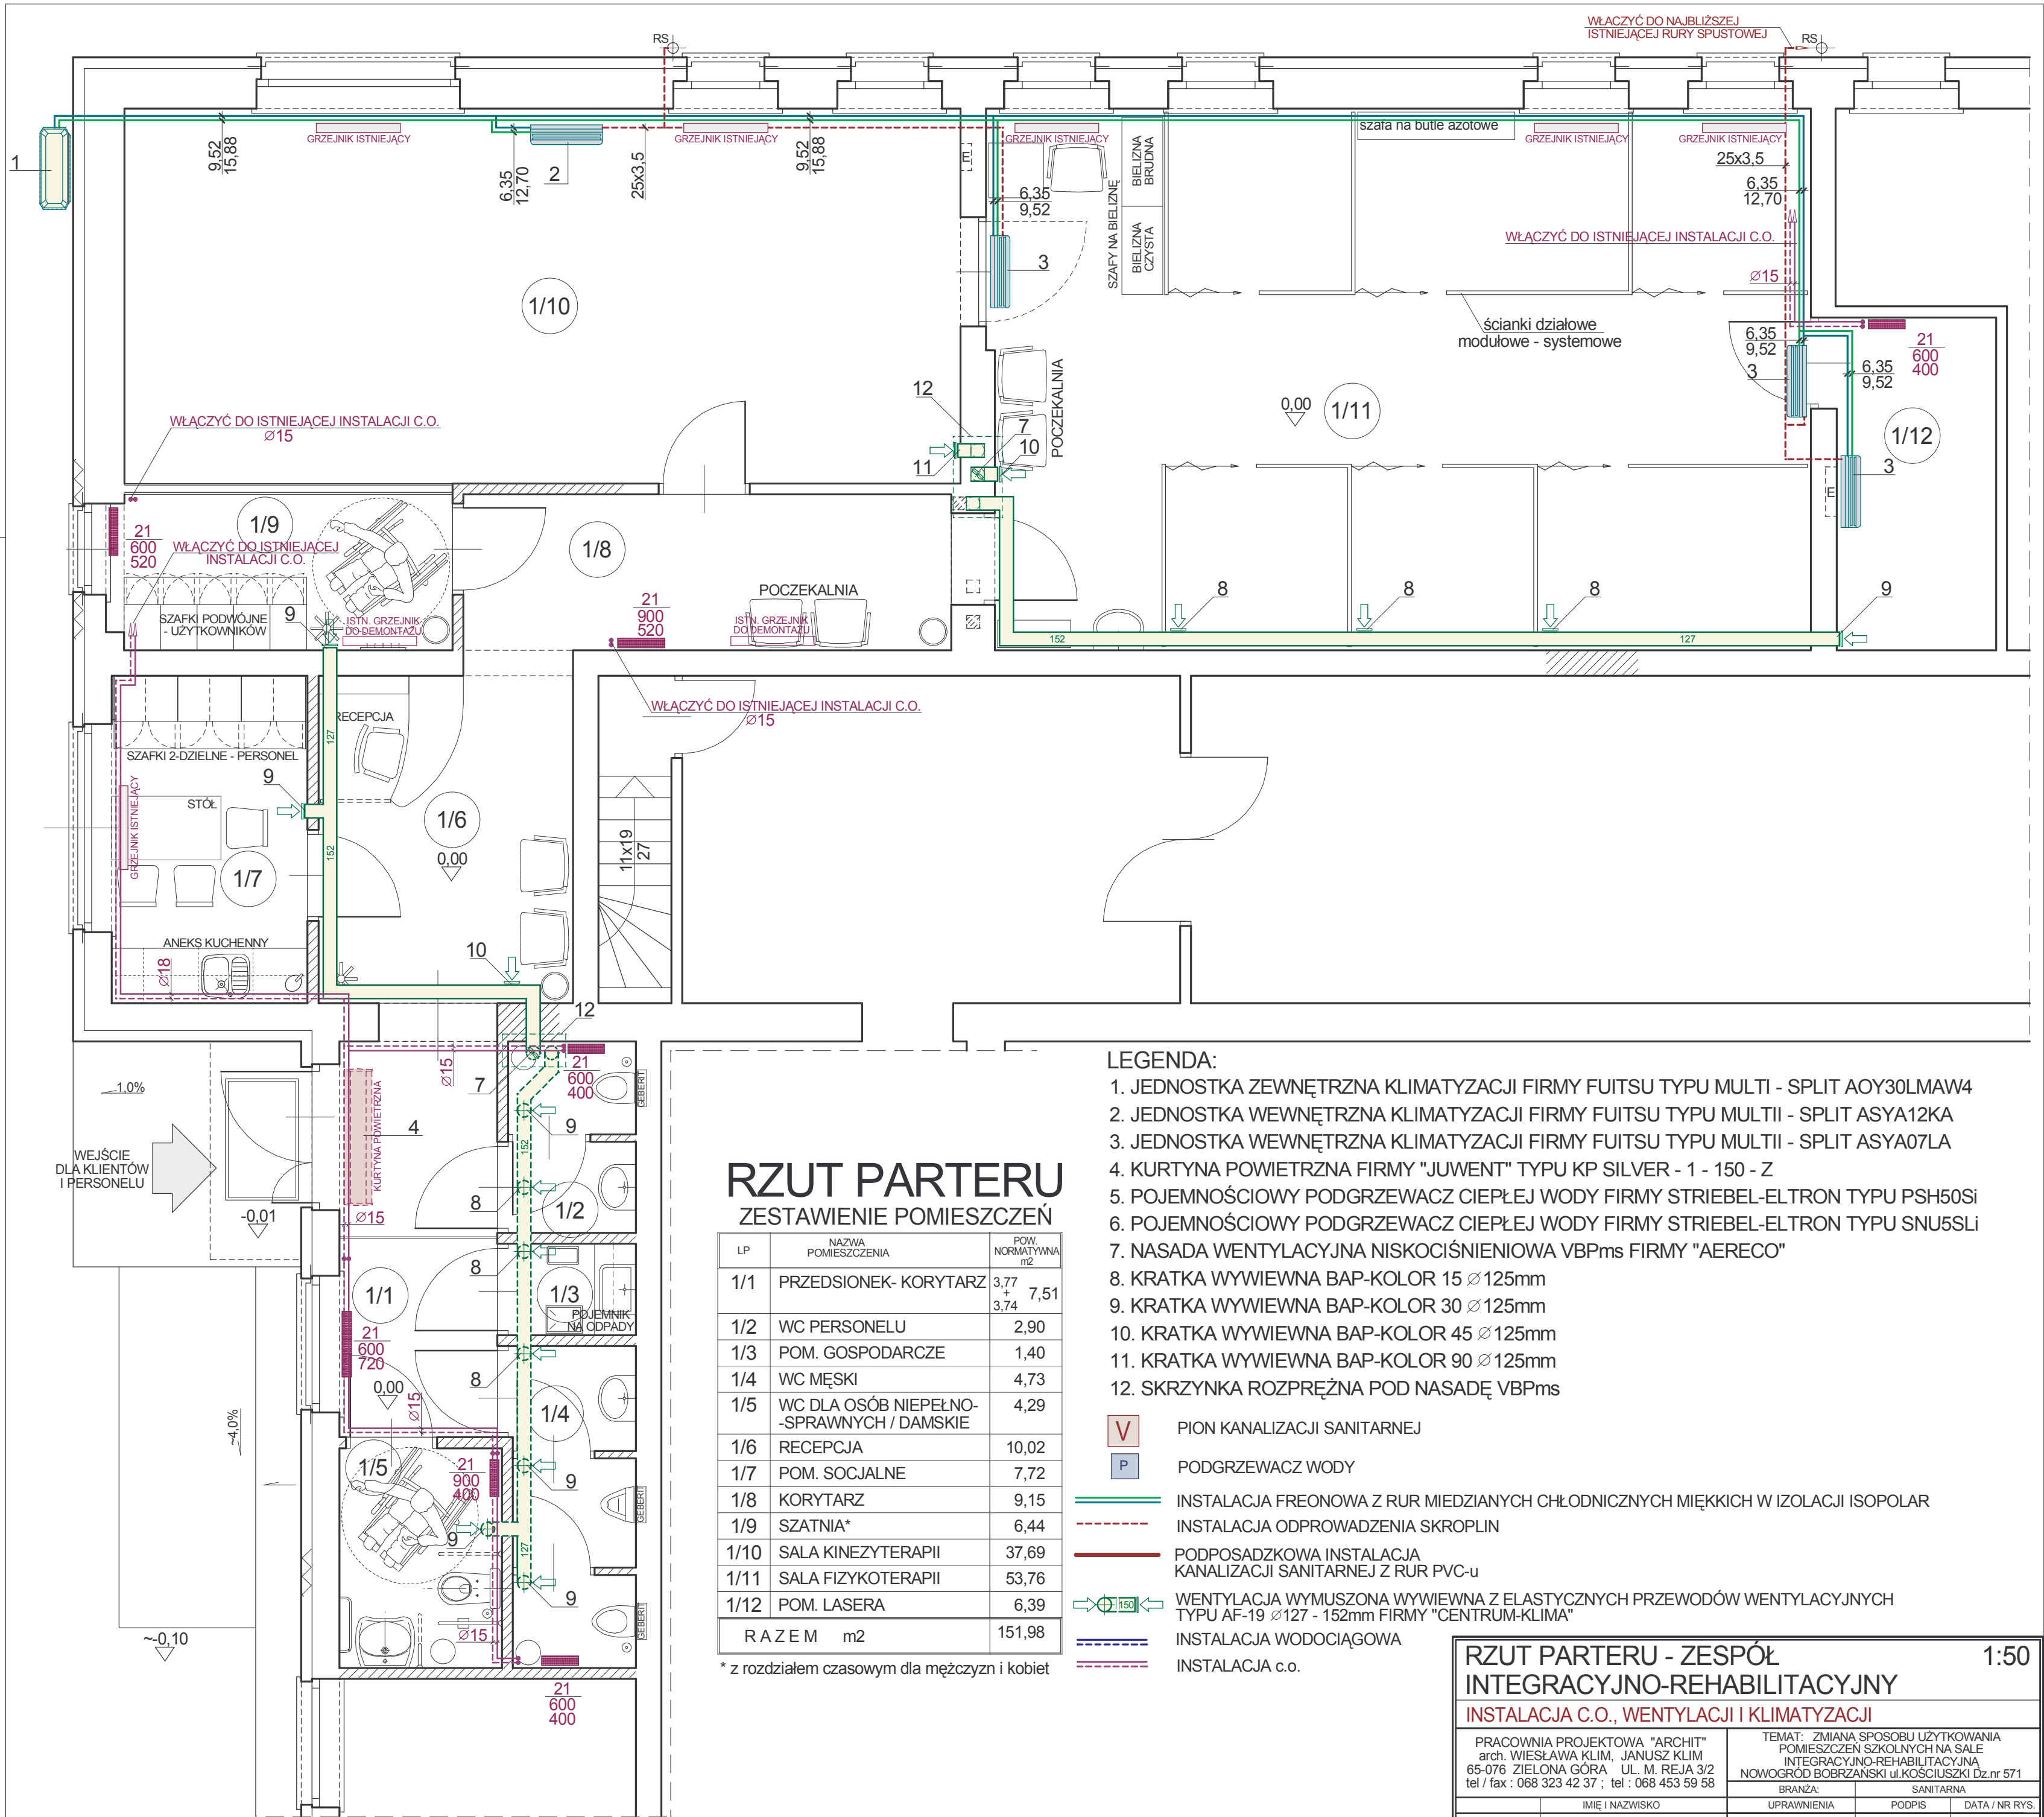 WŁĄCZYĆ DO NAJBLIŻSZEJ
ISTNIEJĄCEJ RURY SPUSTOWEJ
RS
RS
1
9,52
15,88
GRZEJNIK ISTNIEJĄCY
6,35
12,70
2
25x3,5
GRZEJNIK ISTNIEJĄCY
9,52
15,88
E
GRZEJNIK ISTNIEJĄCY
6,35
9,52
3
SZAFY NA BIELIZNĘ
BIELIZNA
BRUDNA
BIELIZNA
CZYSTA
szafa na butle azotowe
GRZEJNIK ISTNIEJĄCY
GRZEJNIK ISTNIEJĄCY
25x3,5
6,35
12,70
WŁĄCZYĆ DO ISTNIEJĄCEJ INSTALACJI C.O.
∅15
1/10
ścianki działowe
modułowe - systemowe
6,35
9,52
3
21
600
400
6,35
9,52
POCZEKALNIA
12
7
10
11
0,00
1/11
1/12
3
E
WŁĄCZYĆ DO ISTNIEJĄCEJ INSTALACJI C.O.
∅15
1/9
21
600
520
WŁĄCZYĆ DO ISTNIEJĄCEJ
INSTALACJI C.O.
SZAFKI PODWÓJNE
- UŻYTKOWNIKÓW
9
ISTN. GRZEJNIK
DO DEMONTAŻU
1/8
POCZEKALNIA
21
900
520
ISTN. GRZEJNIK
DO DEMONTAŻU
8
8
8
9
152
127
WŁĄCZYĆ DO ISTNIEJĄCEJ INSTALACJI C.O.
∅15
RECEPCJA
127
SZAFKI 2-DZIELNE - PERSONEL
9
STÓŁ
GRZEJNIK ISTNIEJĄCY
152
1/6
0,00
1/7
11x19
27
ANEKS KUCHENNY
∅18
10
12
1,0%
WEJŚCIE
DLA KLIENTÓW
I PERSONELU
-0,01
KURTYNA POWIETRZNA
4
∅15
∅15
7
21
600
400
GEBERIT
9
152
8
1/2
8
1/3
POJEMNIK
NA ODPADY
1/1
21
600
720
0,00
∅15
8
1/4
~4,0%
1/5
21
900
400
9
GEBERIT
9
127
9
GEBERIT
∅15
21
600
400
~-0,10
RZUT PARTERU
ZESTAWIENIE POMIESZCZEŃ
LP NAZWA POMIESZCZENIA POW. NORMATYWNA m2
1/1 PRZEDSIONEK- KORYTARZ 3,77 + 3,74 7,51
1/2 WC PERSONELU 2,90
1/3 POM. GOSPODARCZE 1,40
1/4 WC MĘSKI 4,73
1/5 WC DLA OSÓB NIEPEŁNO- 4,29
-SPRAWNYCH / DAMSKIE
1/6 RECEPCJA 10,02
1/7 POM. SOCJALNE 7,72
1/8 KORYTARZ 9,15
1/9 SZATNIA* 6,44
1/10 SALA KINEZYTERAPII 37,69
1/11 SALA FIZYKOTERAPII 53,76
1/12 POM. LASERA 6,39
R A Z E M m2 151,98
* z rozdziałem czasowym dla mężczyzn i kobiet
LEGENDA:
1. JEDNOSTKA ZEWNĘTRZNA KLIMATYZACJI FIRMY FUITSU TYPU MULTI - SPLIT AOY30LMAW4
2. JEDNOSTKA WEWNĘTRZNA KLIMATYZACJI FIRMY FUITSU TYPU MULTII - SPLIT ASYA12KA
3. JEDNOSTKA WEWNĘTRZNA KLIMATYZACJI FIRMY FUITSU TYPU MULTII - SPLIT ASYA07LA
4. KURTYNA POWIETRZNA FIRMY "JUWENT" TYPU KP SILVER - 1 - 150 - Z
5. POJEMNOŚCIOWY PODGRZEWACZ CIEPŁEJ WODY FIRMY STRIEBEL-ELTRON TYPU PSH50Si
6. POJEMNOŚCIOWY PODGRZEWACZ CIEPŁEJ WODY FIRMY STRIEBEL-ELTRON TYPU SNU5SLi
7. NASADA WENTYLACYJNA NISKOCIŚNIENIOWA VBPms FIRMY "AERECO"
8. KRATKA WYWIEWNA BAP-KOLOR 15 ∅125mm
9. KRATKA WYWIEWNA BAP-KOLOR 30 ∅125mm
10. KRATKA WYWIEWNA BAP-KOLOR 45 ∅125mm
11. KRATKA WYWIEWNA BAP-KOLOR 90 ∅125mm
12. SKRZYNKA ROZPRĘŻNA POD NASADĘ VBPms
V PION KANALIZACJI SANITARNEJ
P PODGRZEWACZ WODY
INSTALACJA FREONOWA Z RUR MIEDZIANYCH CHŁODNICZNYCH MIĘKKICH W IZOLACJI ISOPOLAR
INSTALACJA ODPROWADZENIA SKROPLIN
PODPOSADZKOWA INSTALACJA
KANALIZACJI SANITARNEJ Z RUR PVC-u
150 WENTYLACJA WYMUSZONA WYWIEWNA Z ELASTYCZNYCH PRZEWODÓW WENTYLACYJNYCH
TYPU AF-19 ∅127 - 152mm FIRMY "CENTRUM-KLIMA"
INSTALACJA WODOCIĄGOWA
INSTALACJA c.o.
RZUT PARTERU - ZESPÓŁ 1:50
INTEGRACYJNO-REHABILITACYJNY
INSTALACJA C.O., WENTYLACJI I KLIMATYZACJI
PRACOWNIA PROJEKTOWA "ARCHIT"
arch. WIESŁAWA KLIM, JANUSZ KLIM
65-076 ZIELONA GÓRA UL. M. REJA 3/2
tel / fax : 068 323 42 37 ; tel : 068 453 59 58
TEMAT: ZMIANA SPOSOBU UŻYTKOWANIA
POMIESZCZEŃ SZKOLNYCH NA SALE
INTEGRACYJNO-REHABILITACYJNĄ
NOWOGRÓD BOBRZAŃSKI ul.KOŚCIUSZKI Dz.nr 571
BRANŻA: SANITARNA
IMIĘ I NAZWISKO UPRAWNIENIA PODPIS DATA / NR RYS.